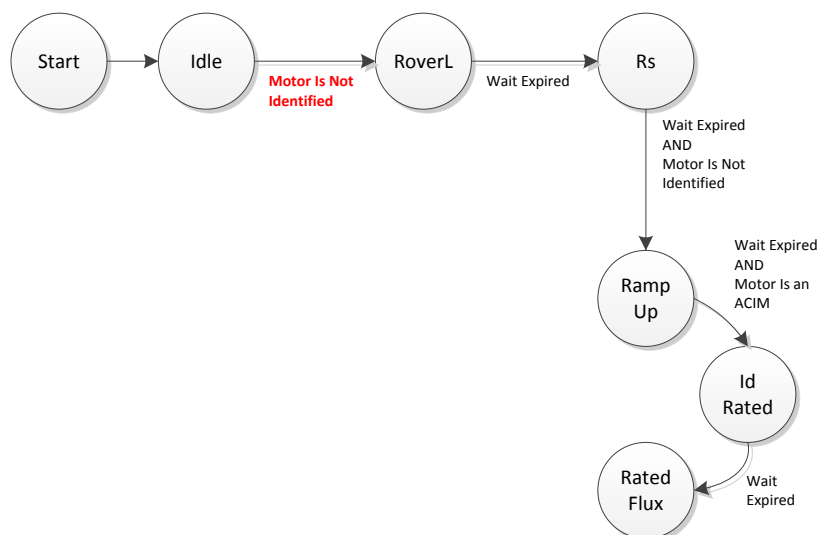 Start
Idle
Motor Is Not
Identified
RoverL
Wait Expired
Rs
Wait Expired
AND
Motor Is Not
Identified
Ramp
Up
Wait Expired
AND
Motor Is an
ACIM
Id
Rated
Wait
Expired
Rated
Flux